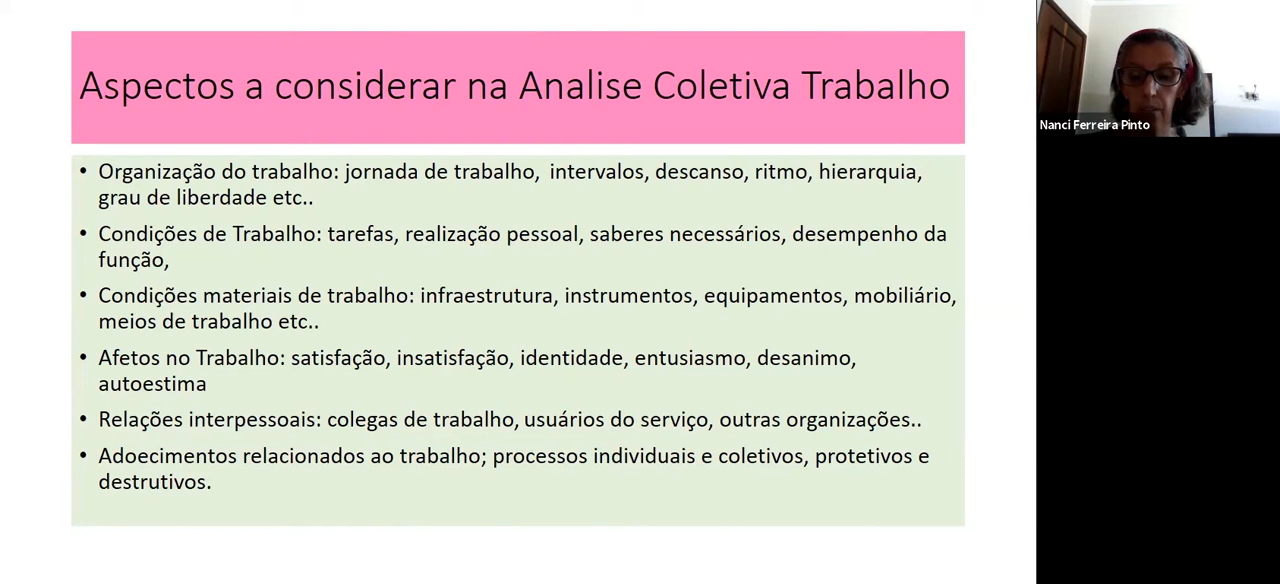 Aspectos a considerar na Analise Coletiva Trabalho
• Organização do trabalho: jornada de trabalho, intervalos, descanso, ritmo, hierarquia,
grau de liberdade etc..
• Condições de Trabalho: tarefas, realização pessoal, saberes necessários, desempenho da
função,
• Condições materiais de trabalho: infraestrutura, instrumentos, equipamentos, mobiliário,
meios de trabalho etc..
• Afetos no Trabalho: satisfação, insatisfação, identidade, entusiasmo, desanimo,
autoestima
• Relações interpessoais: colegas de trabalho, usuários do serviço, outras organizações..
• Adoecimentos relacionados ao trabalho; processos individuais e coletivos, protetivos e
destrutivos.
Nanci Ferreira Pinto